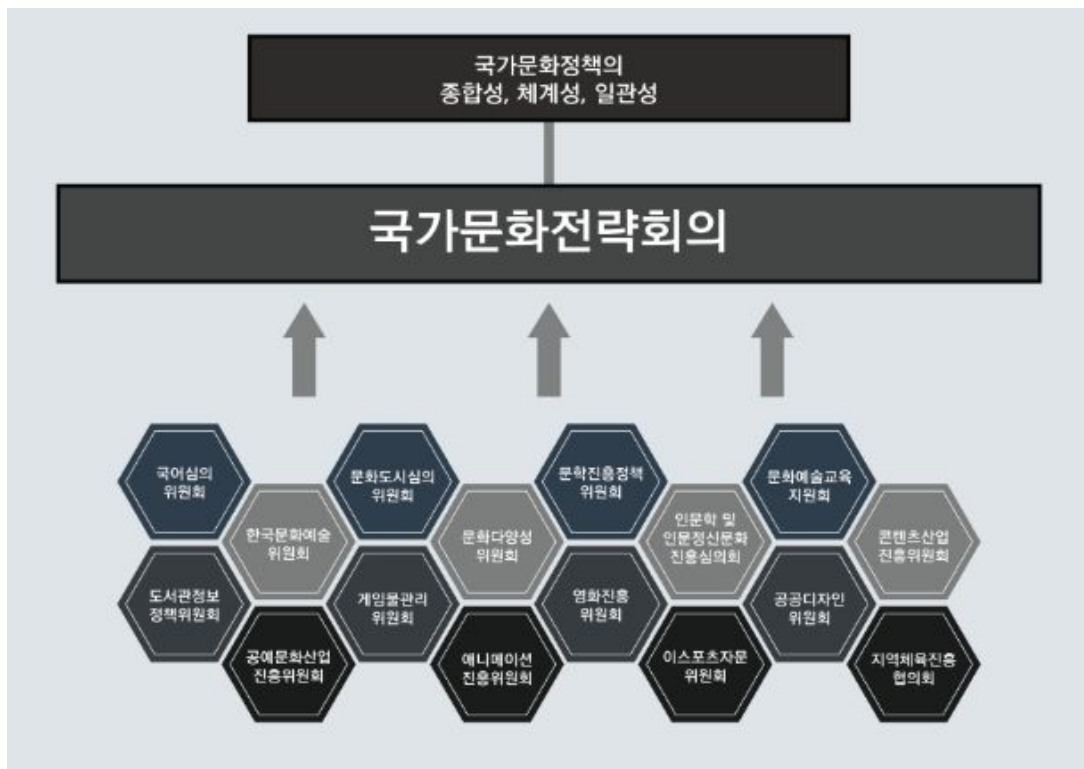 국가문화정책의
종합성, 체계성, 일관성
국가문화전략회의
국어심의
위원회
문화도시심의
위원회
문학진흥정책
위원회
문화예술교육
지원회
한국문화예술
위원회
문화다양성
위원회
인문학 및
인문정신문화
진흥심의회
콘텐츠산업
진흥위원회
도서관정보
정책위원회
게임물관리
위원회
영화진흥
위원회
공공디자인
위원회
공예문화산업
진흥위원회
애니메이션
진흥위원회
이스포츠자문
위원회
지역체육진흥
협의회